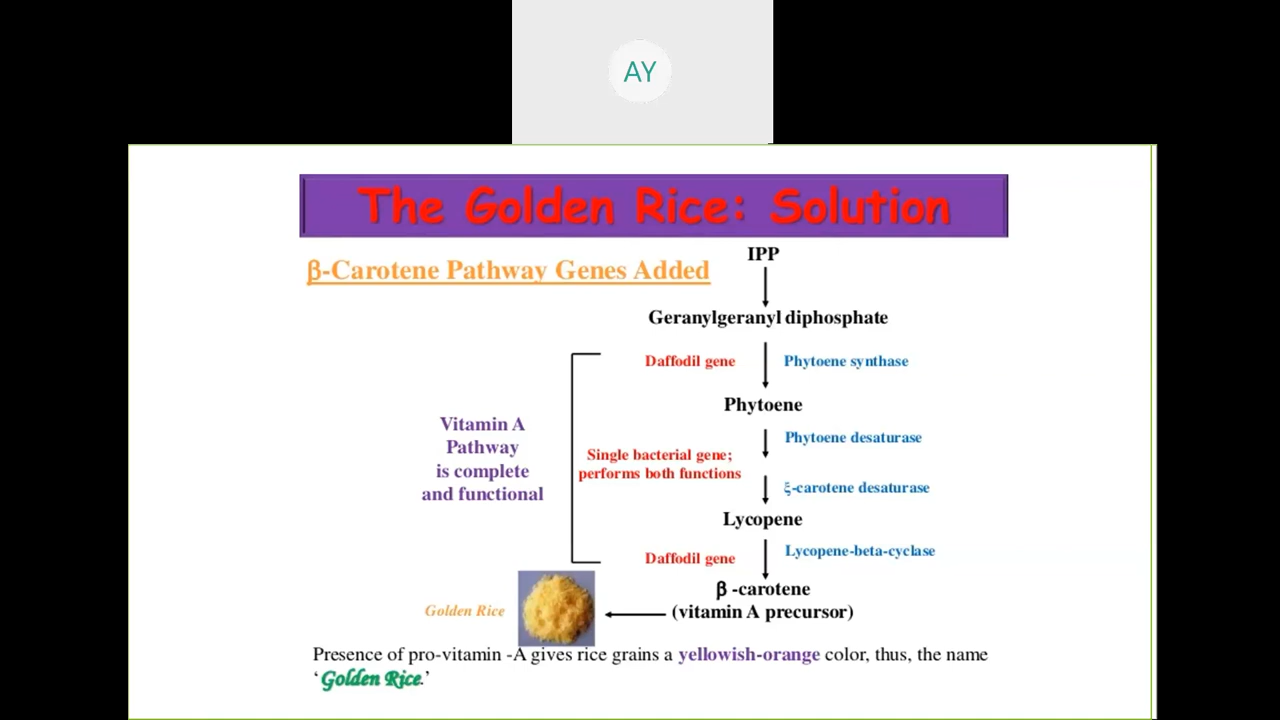 AY
The Golden Rice: Solution
β-Carotene Pathway Genes Added
IPP
Geranylgeranyl diphosphate
Daffodil gene
Phytoene synthase
Phytoene
Vitamin A
Pathway
is complete
and functional
Single bacterial gene;
performs both functions
Phytoene desaturase
ξ-carotene desaturase
Lycopene
Daffodil gene
Lycopene-beta-cyclase
β -carotene
(vitamin A precursor)
Golden Rice
Presence of pro-vitamin -A gives rice grains a yellowish-orange color, thus, the name
‘Golden Rice.’